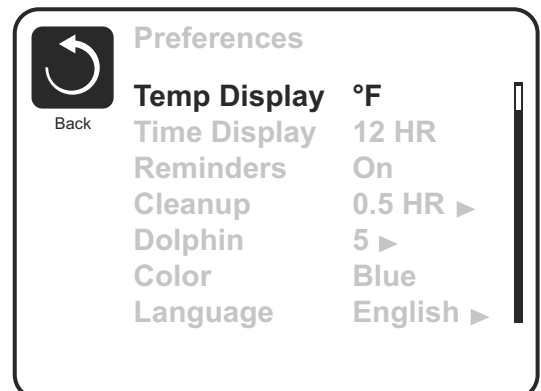 Preferences
Back
Temp Display °F
Time Display 12 HR
Reminders On
Cleanup 0.5 HR ▶
Dolphin 5 ▶
Color Blue
Language English ▶